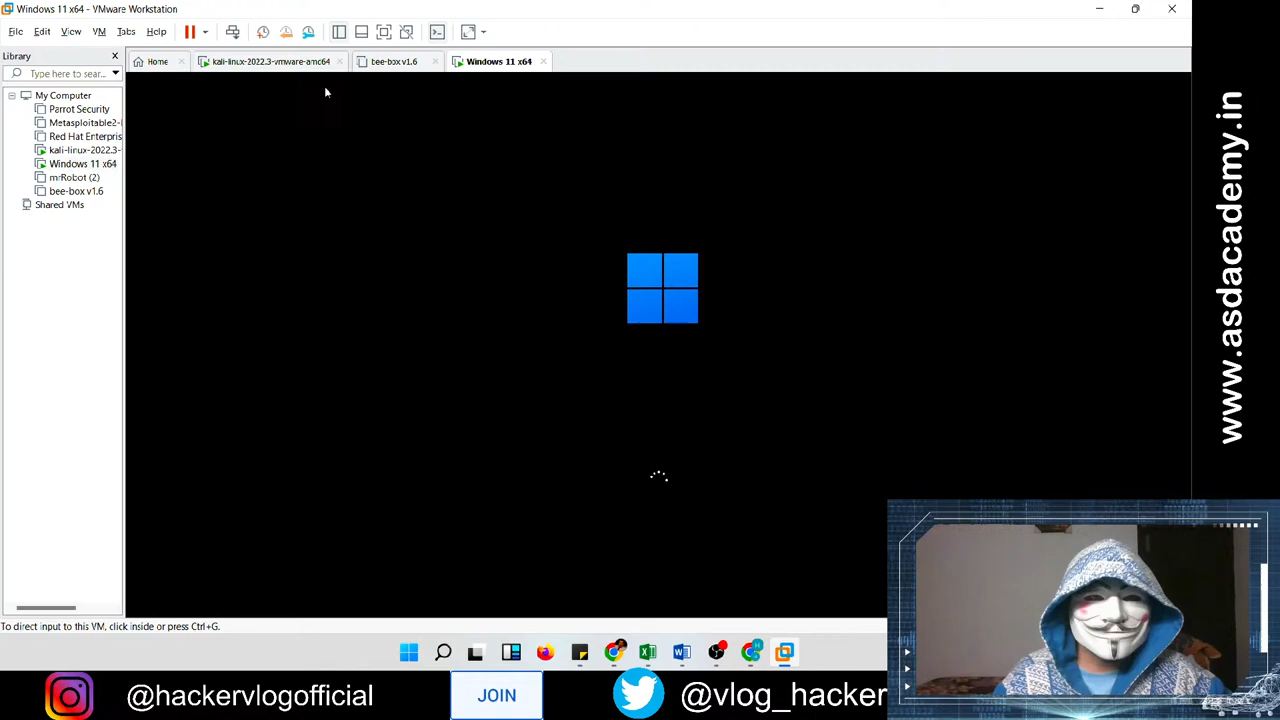 Windows 11 x64 - VMware Workstation
File Edit View VM Tabs Help
Library
Type here to sear...
Home
kali-linux-2022.3-vmware-amd64
bee-box v1.6
Windows 11 x64
My Computer
Parrot Security
Metasploitable2-
Red Hat Enterpris
kali-linux-2022.3-
Windows 11 x64
mrRobot (2)
bee-box v1.6
Shared VMs
To direct input to this VM, click inside or press Ctrl+G.
www.asdacademy.in
@hackervlogofficial
JOIN
@vlog_hacker